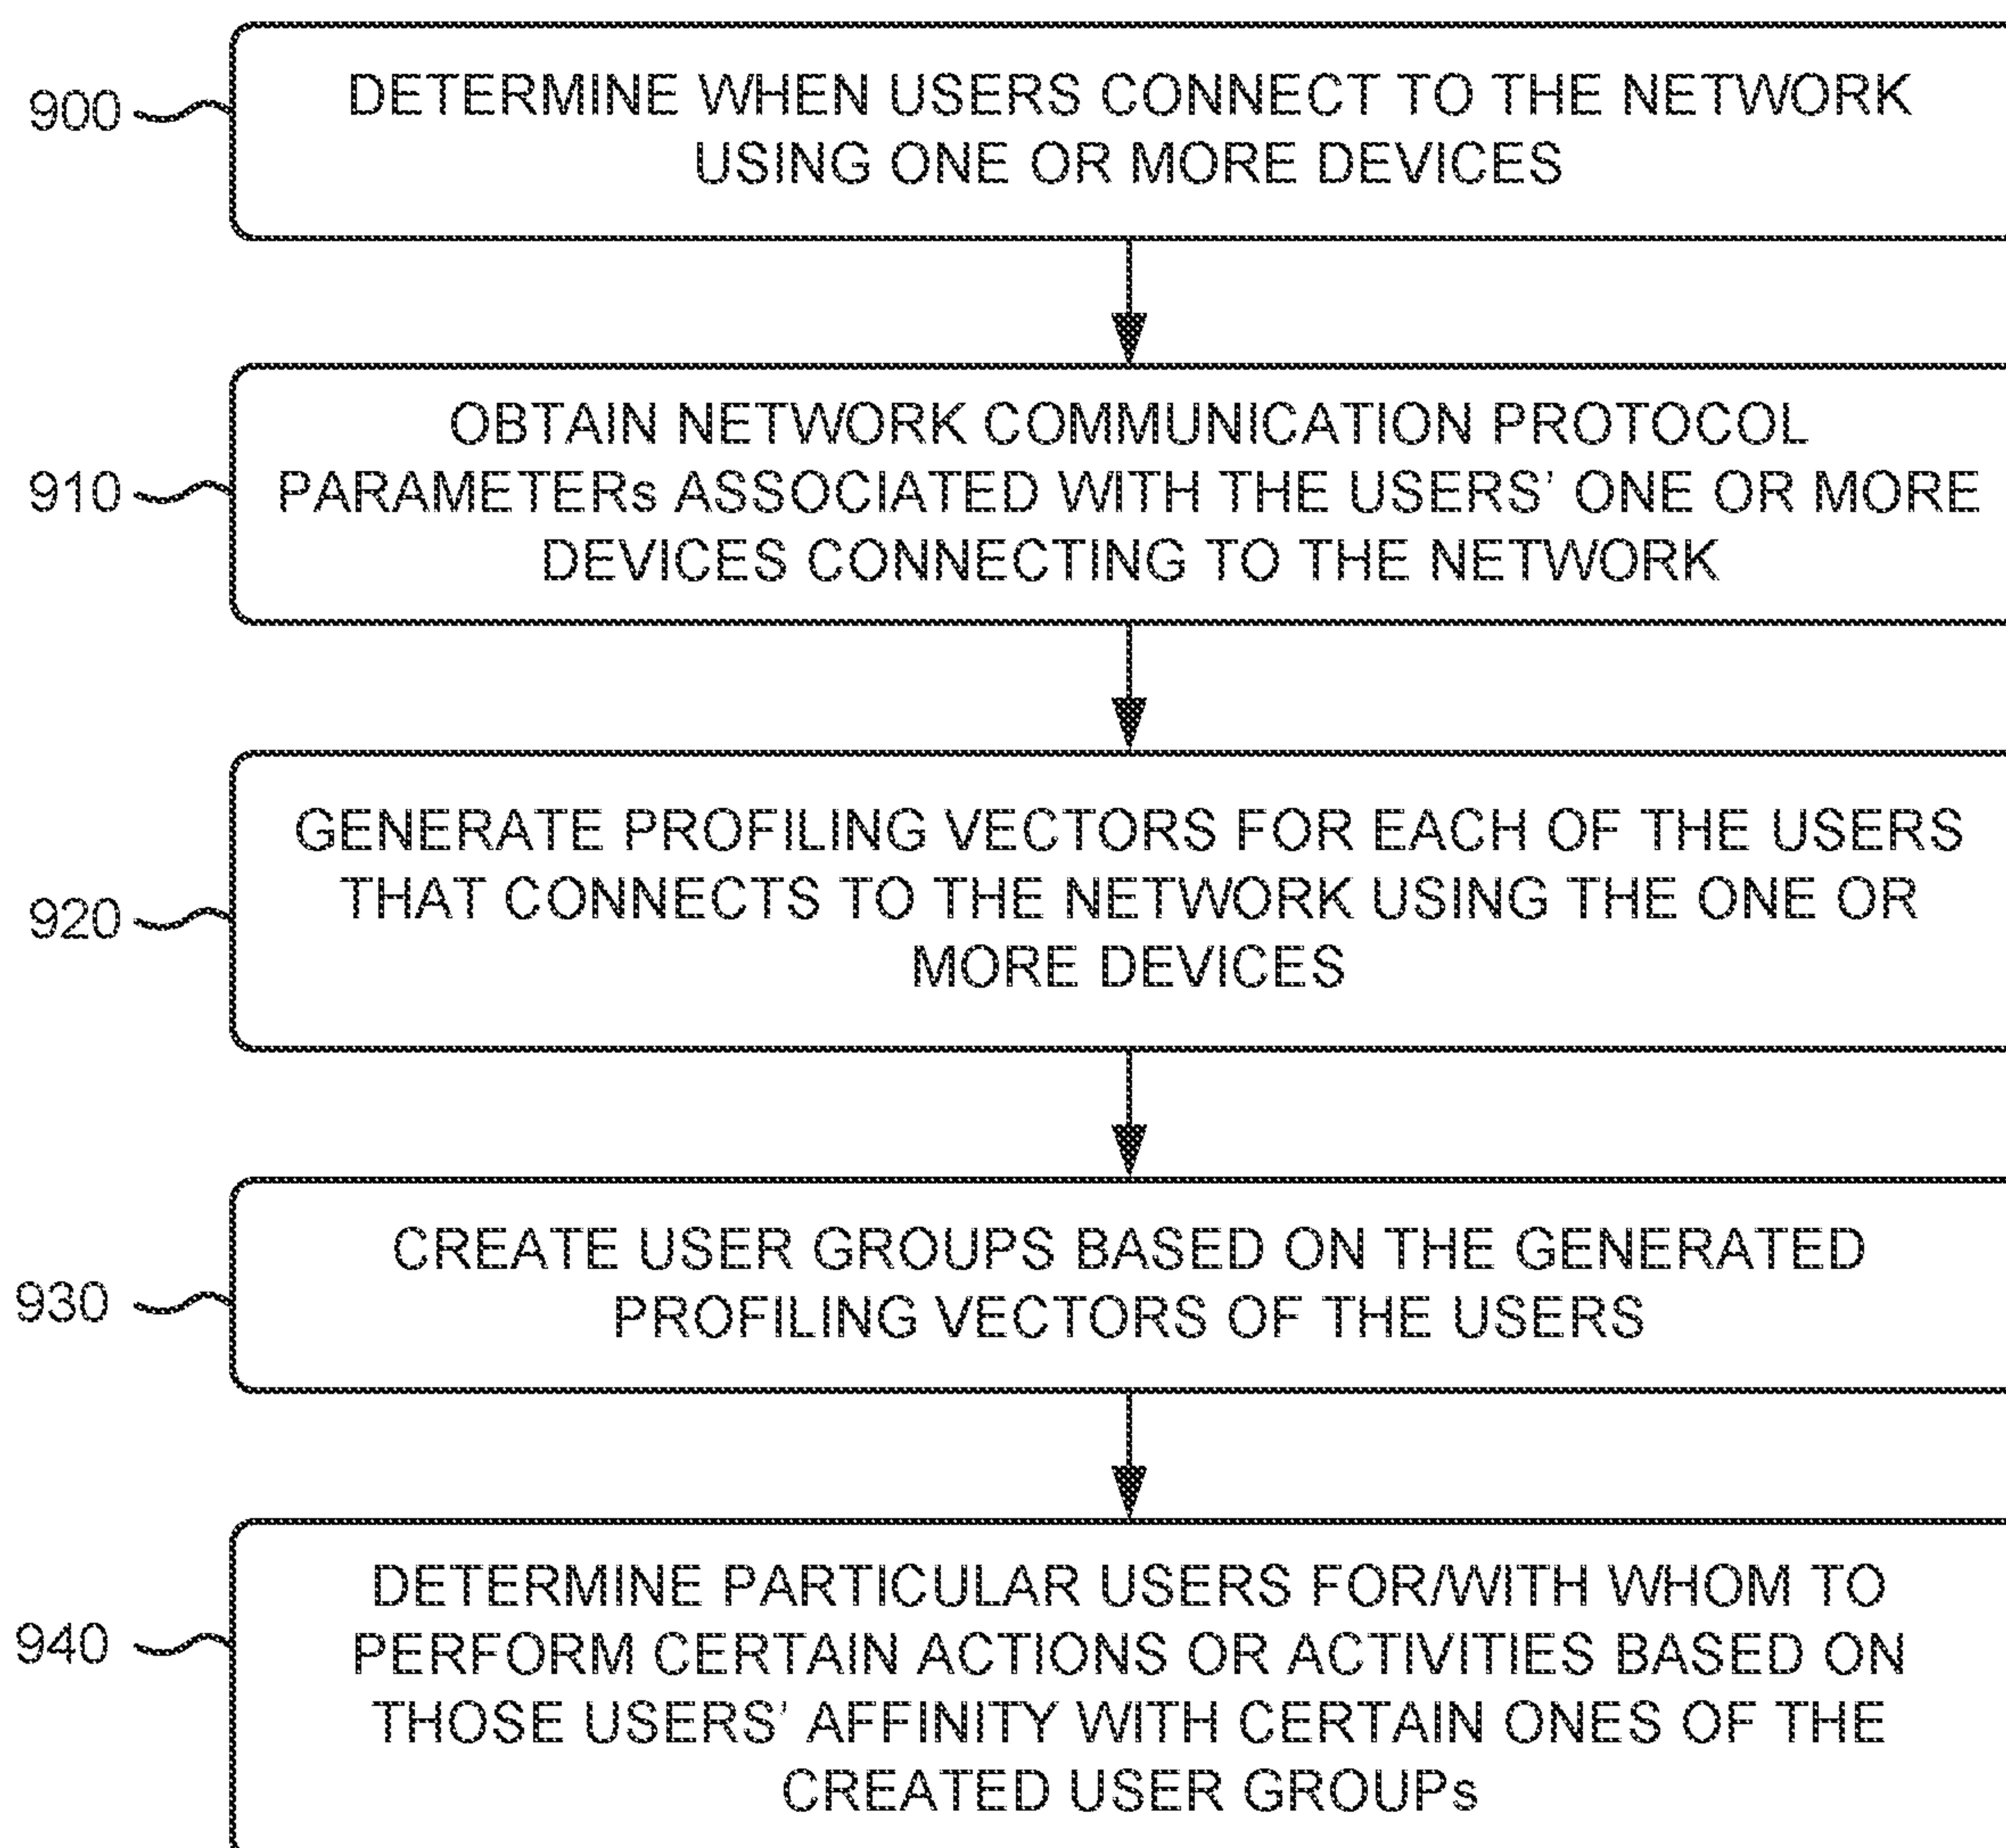 DETERMINE WHEN USERS CONNECT TO THE NETWORK
900
USING ONE OR MORE DEVICES
OBTAIN NETWORK COMMUNICATION PROTOCOL
910
PARAMETERs ASSOCIATED WITH THE USERS’ ONE OR MORE
DEVICES CONNECTING TO THE NETWORK
GENERATE PROFILING VECTORS FOR EACH OF THE USERS
THAT CONNECTS TO THE NETWORK USING THE ONE OR
920
MORE DEVICES
CREATE USER GROUPS BASED ON THE GENERATED
930
PROFILING VECTORS OF THE USERS
DETERMINE PARTICULAR USERS FOR/WITH WHOM TO
940
PERFORM CERTAIN ACTIONS OR ACTIVITIES BASED ON
THOSE USERS’ AFFINITY WITH CERTAIN ONES OF THE
CREATED USER GROUPs